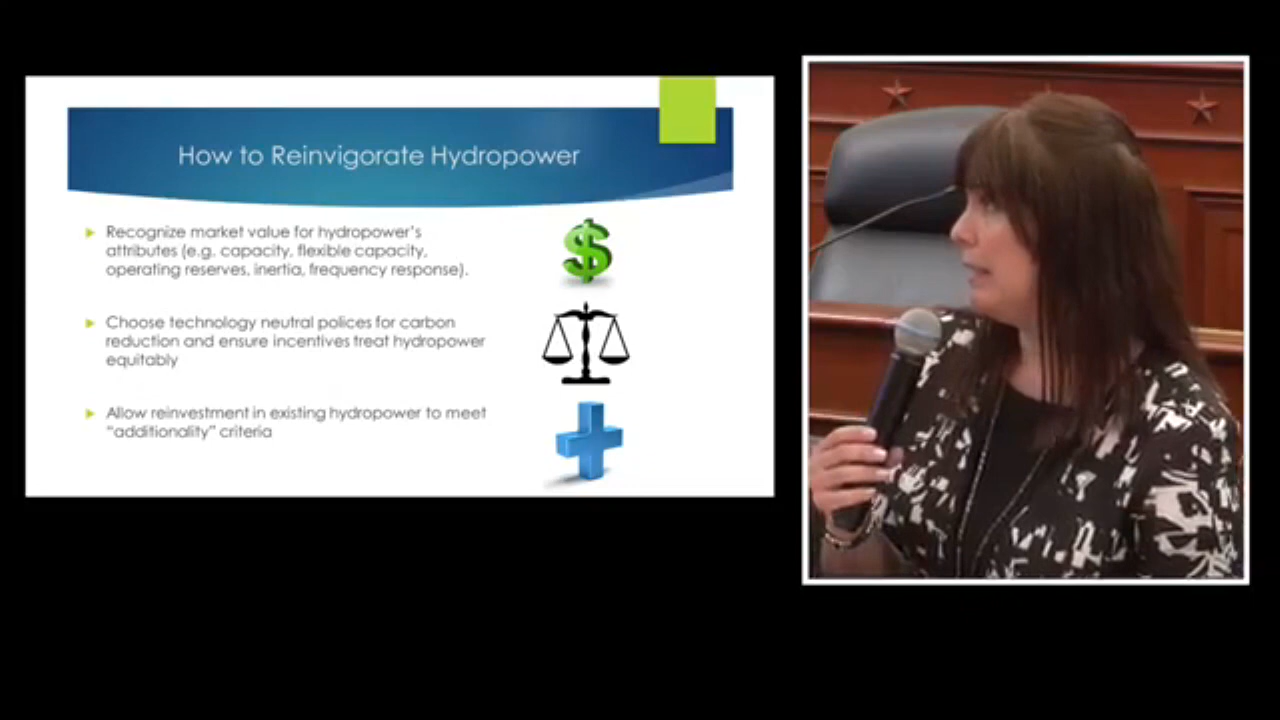 How to Reinvigorate Hydropower
Recognize market value for hydropower's
attributes (e.g. capacity, flexible capacity,
operating reserves, inertia, frequency response).
Choose technology neutral polices for carbon
reduction and ensure incentives treat hydropower
equitably
Allow reinvestment in existing hydropower to meet
“additionality” criteria